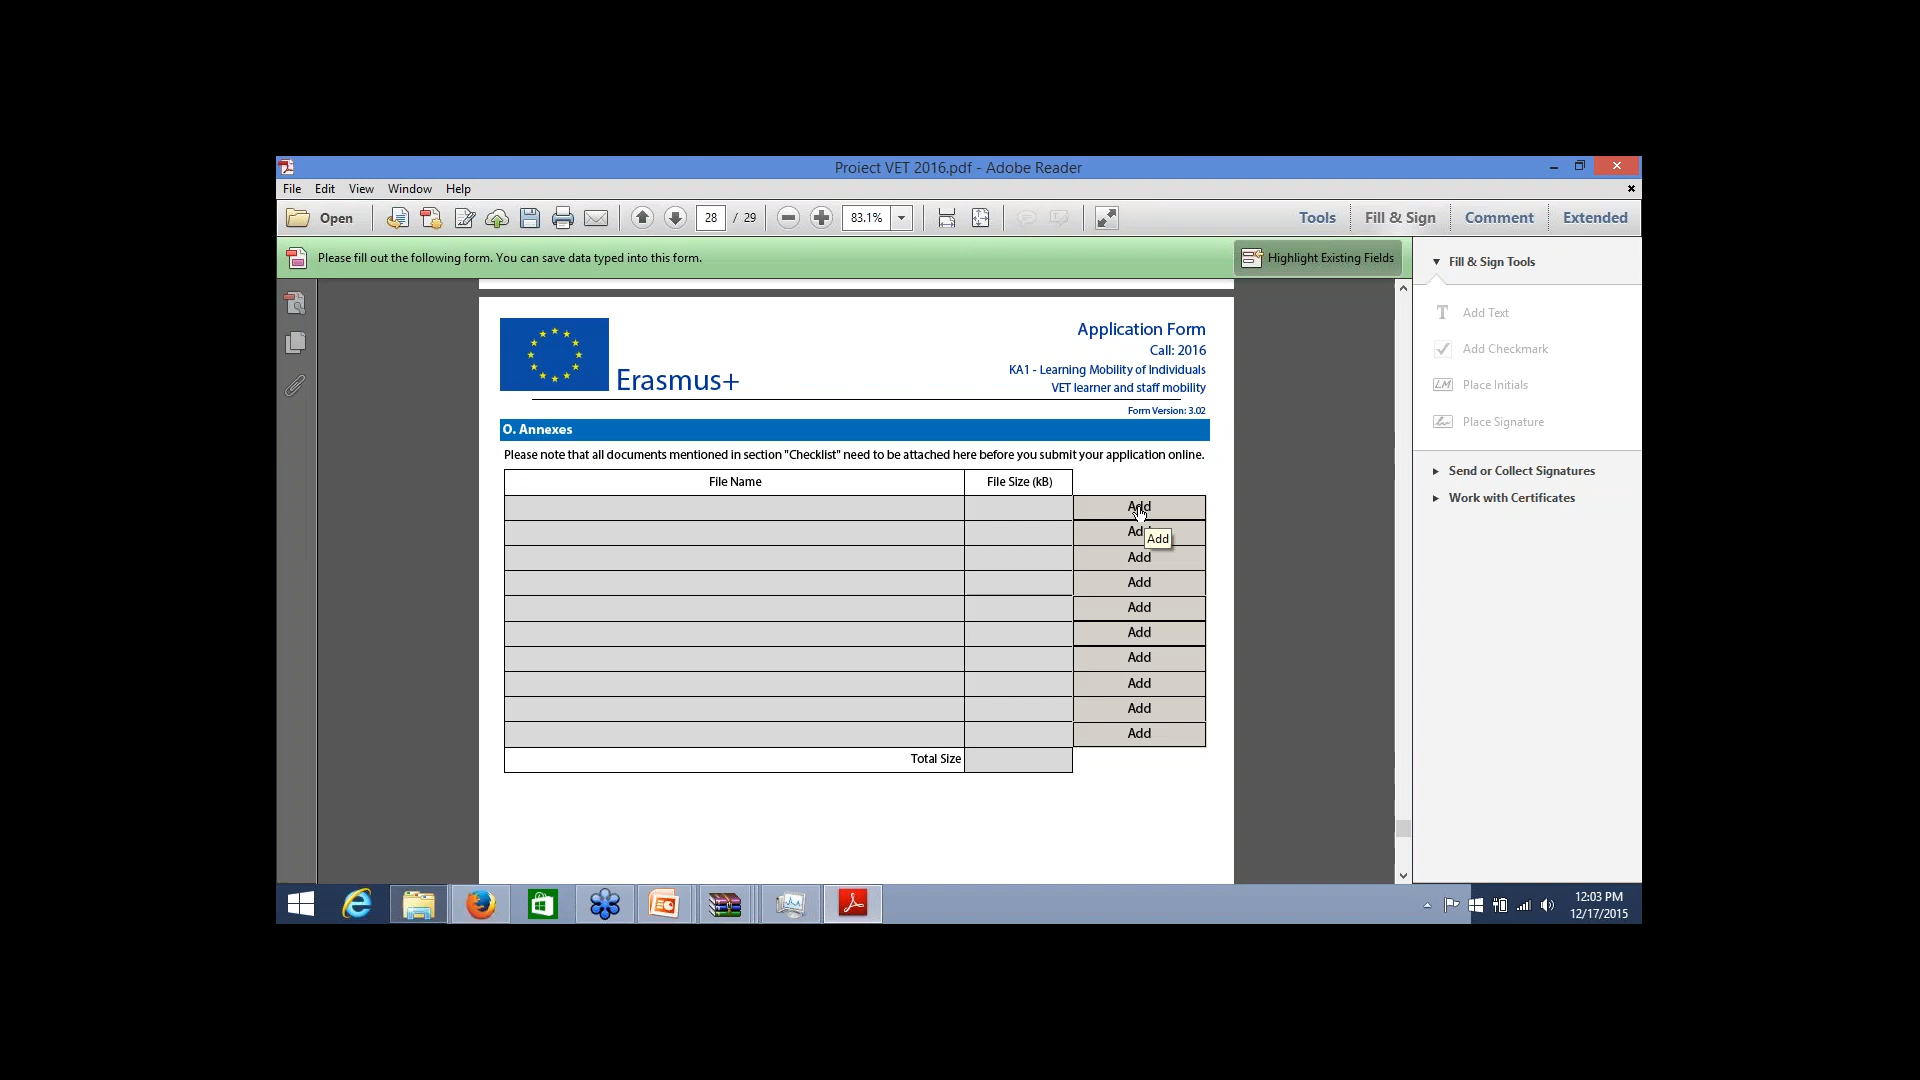 Proiect VET 2016.pdf - Adobe Reader
File Edit View Window Help
Open 28 / 29 83.1% Tools Fill & Sign Comment Extended
Please fill out the following form. You can save data typed into this form. Highlight Existing Fields
Fill & Sign Tools
Add Text
Add Checkmark
Place Initials
Place Signature
Send or Collect Signatures
Work with Certificates
Erasmus+
Application Form
Call: 2016
KA1 - Learning Mobility of Individuals
VET learner and staff mobility
Form Version: 3.02
O. Annexes
Please note that all documents mentioned in section "Checklist" need to be attached here before you submit your application online.
File Name File Size (kB)
Add
Add
Add
Add
Add
Add
Add
Add
Add
Add
Add
Total Size
12:03 PM
12/17/2015